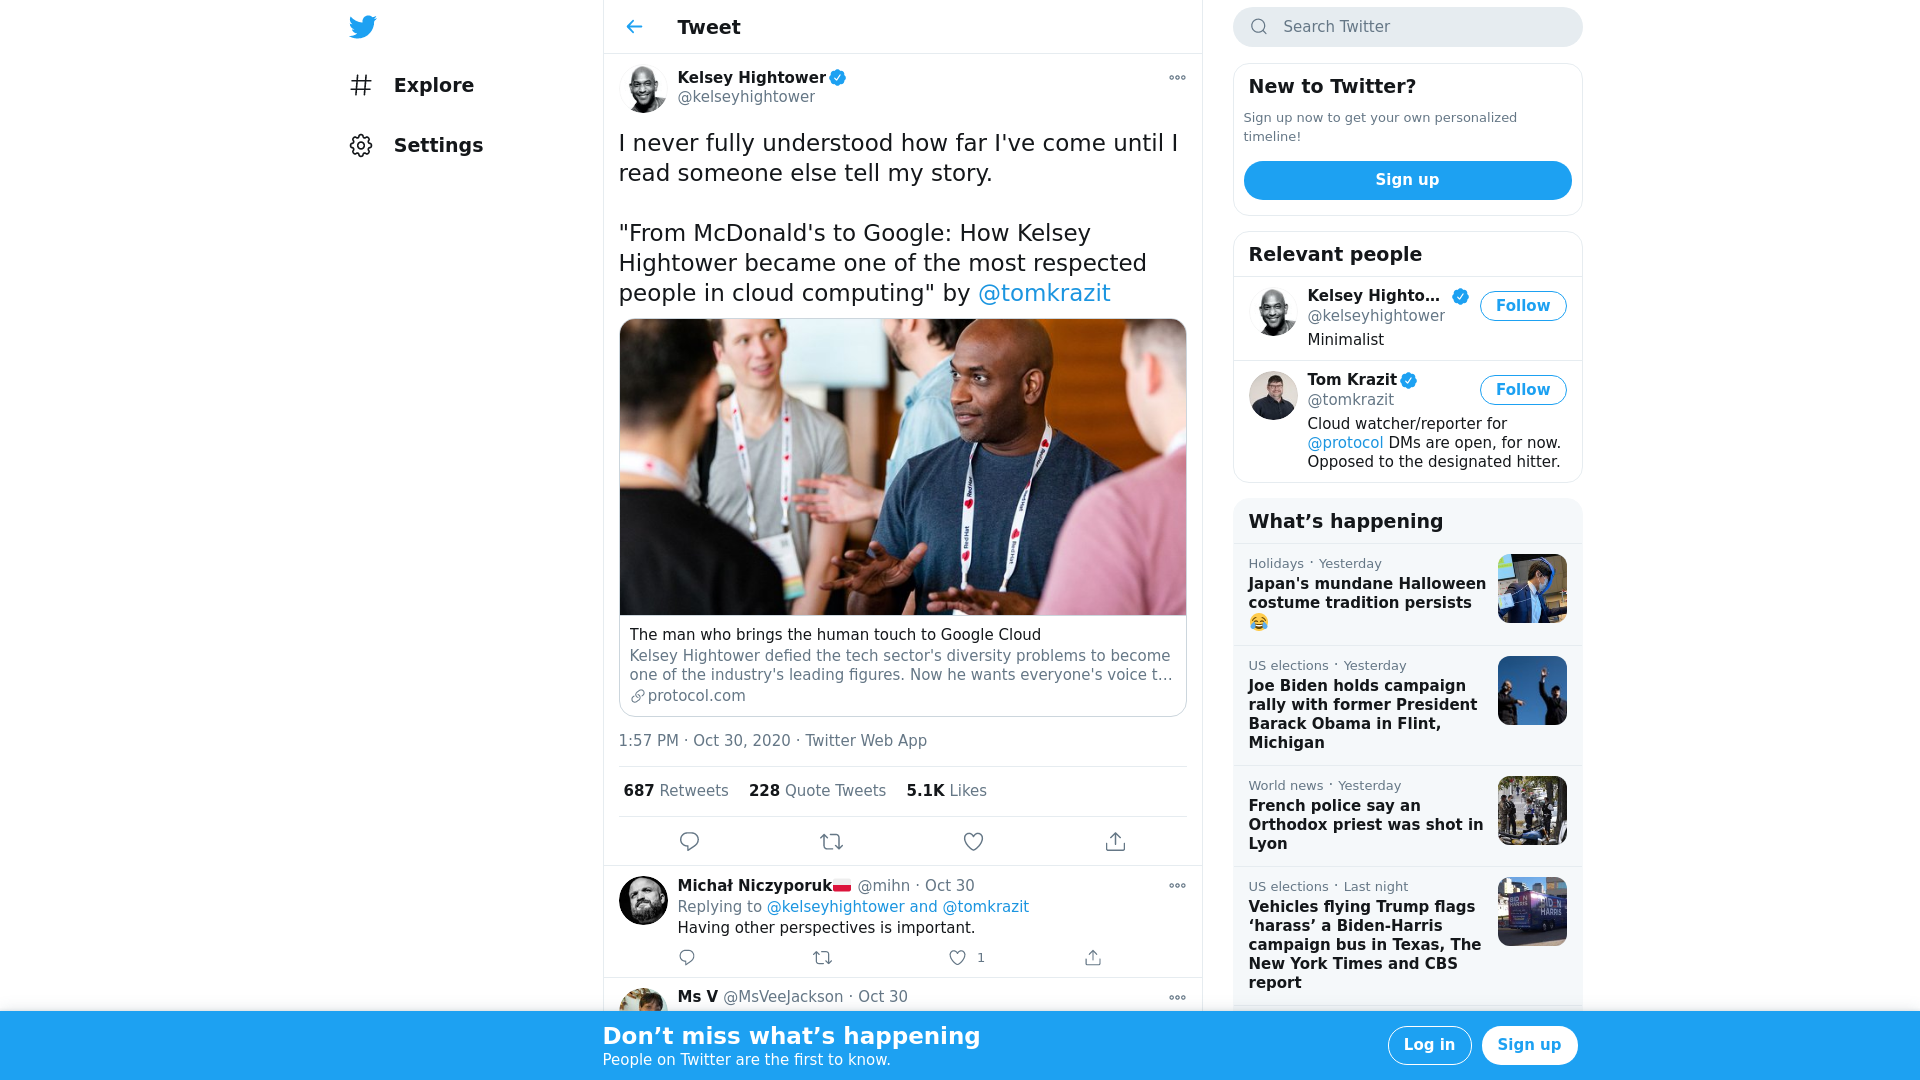 Explore
Settings
Tweet
Kelsey Hightower
@kelseyhightower
I never fully understood how far I've come until I
read someone else tell my story.
"From McDonald's to Google: How Kelsey
Hightower became one of the most respected
people in cloud computing" by @tomkrazit
The man who brings the human touch to Google Cloud
Kelsey Hightower defied the tech sector's diversity problems to become
one of the industry's leading figures. Now he wants everyone's voice t…
protocol.com
1:57 PM · Oct 30, 2020 · Twitter Web App
687 Retweets 228 Quote Tweets 5.1K Likes
Michał Niczyporuk🇵🇱 @mihn · Oct 30
Replying to @kelseyhightower and @tomkrazit
Having other perspectives is important.
1
Ms V @MsVeeJackson · Oct 30
Search Twitter
New to Twitter?
Sign up now to get your own personalized
timeline!
Sign up
Relevant people
Kelsey Highto…
@kelseyhightower
Follow
Minimalist
Tom Krazit
@tomkrazit
Follow
Cloud watcher/reporter for
@protocol DMs are open, for now.
Opposed to the designated hitter.
What's happening
Holidays · Yesterday
Japan's mundane Halloween
costume tradition persists
😂
US elections · Yesterday
Joe Biden holds campaign
rally with former President
Barack Obama in Flint,
Michigan
World news · Yesterday
French police say an
Orthodox priest was shot in
Lyon
US elections · Last night
Vehicles flying Trump flags
‘harass’ a Biden-Harris
campaign bus in Texas, The
New York Times and CBS
report
Don’t miss what’s happening
People on Twitter are the first to know.
Log in
Sign up